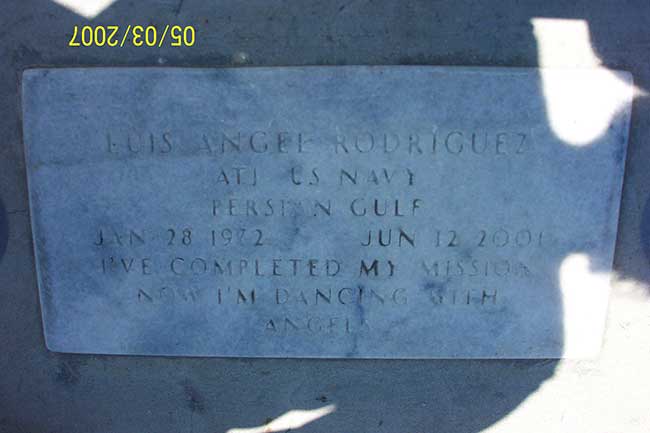 05/03/2007
LUIS ANGEL RODRIGUEZ
AT1 US NAVY
PERSIAN GULF
JAN 28 1972 JUN 12 2001
I'VE COMPLETED MY MISSION
NOW I'M DANCING WITH
ANGELS